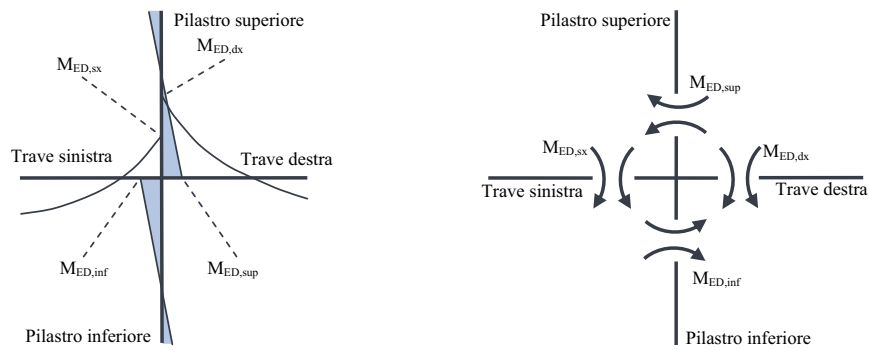 Pilastro superiore
M_ED,dx
M_ED,sx
Trave sinistra
Trave destra
M_ED,inf
M_ED,sup
Pilastro inferiore
Pilastro superiore
M_ED,sup
M_ED,sx
M_ED,dx
Trave sinistra
Trave destra
M_ED,inf
Pilastro inferiore